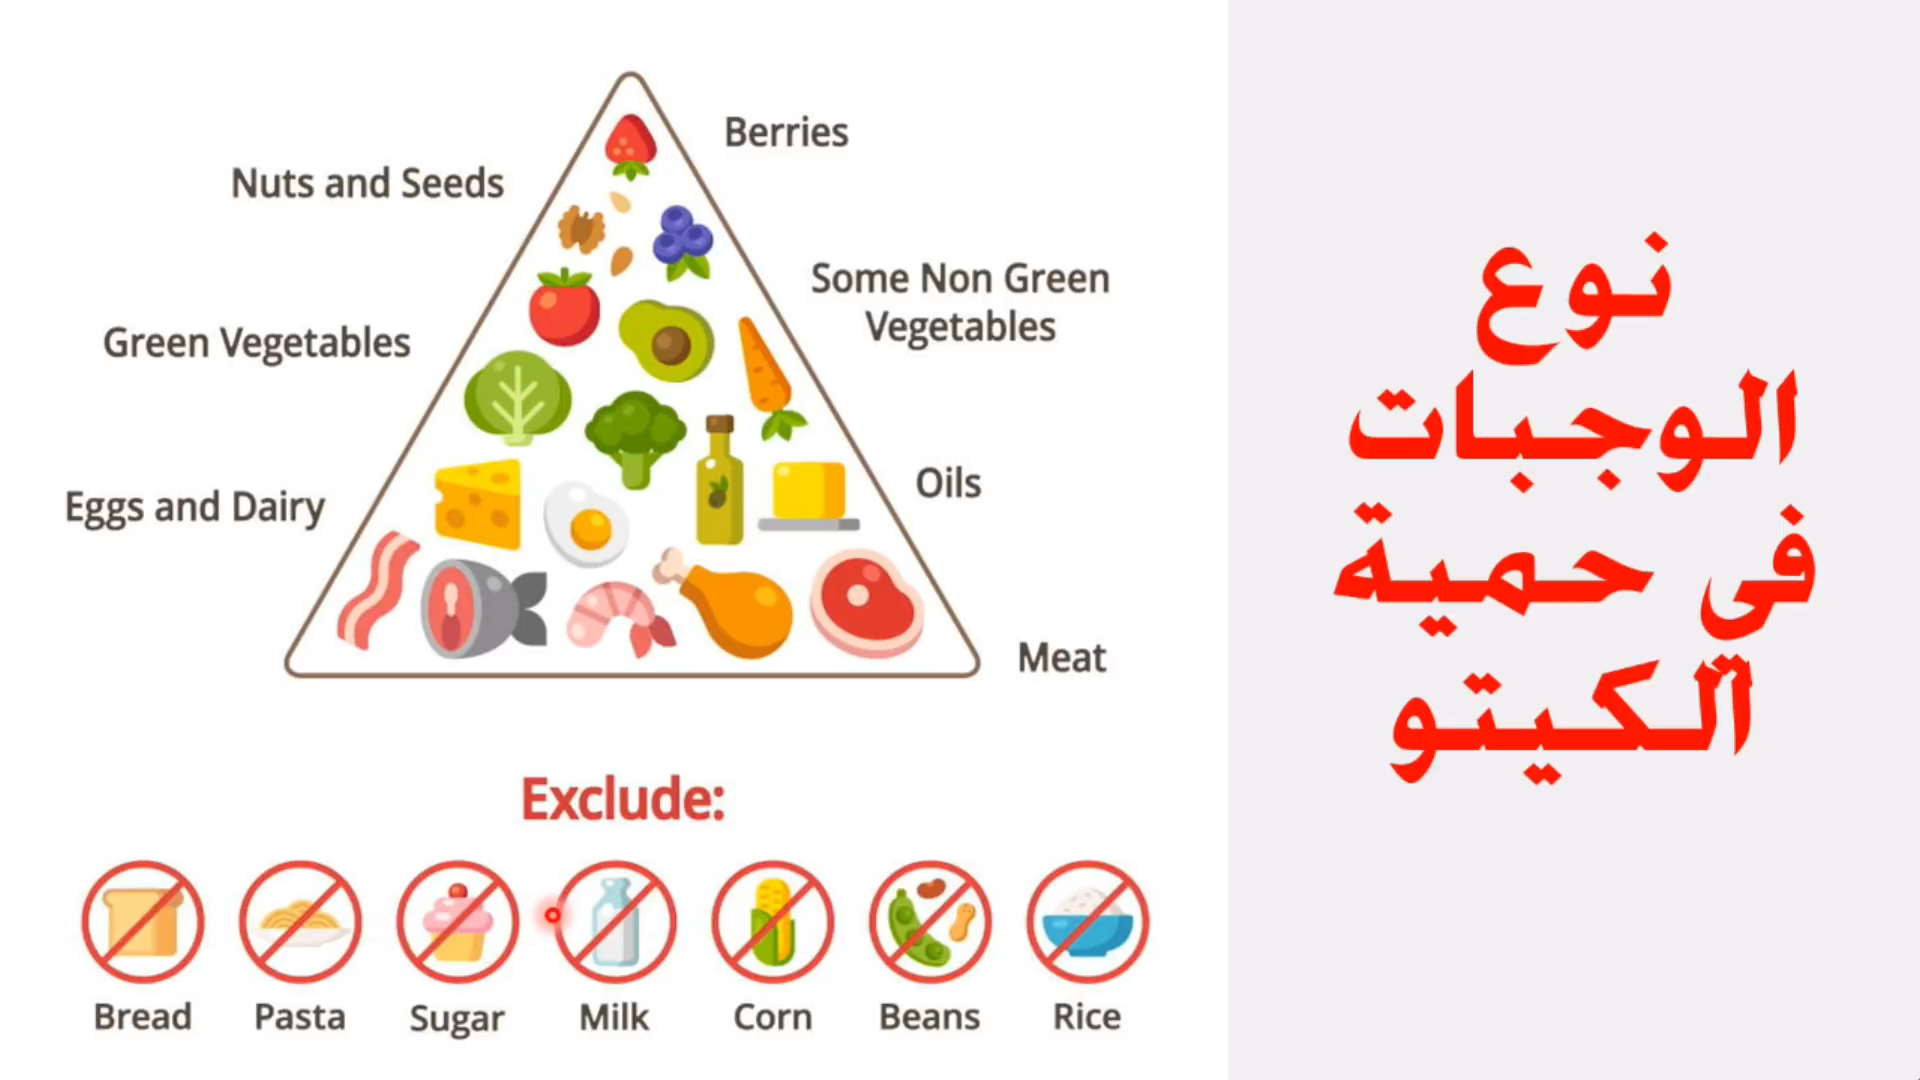 Berries
Nuts and Seeds
Some Non Green
Vegetables
Green Vegetables
Oils
Eggs and Dairy
Meat
Exclude:
Bread
Pasta
Sugar
Milk
Corn
Beans
Rice
نوع
الوجبات
في حمية
الكيتو